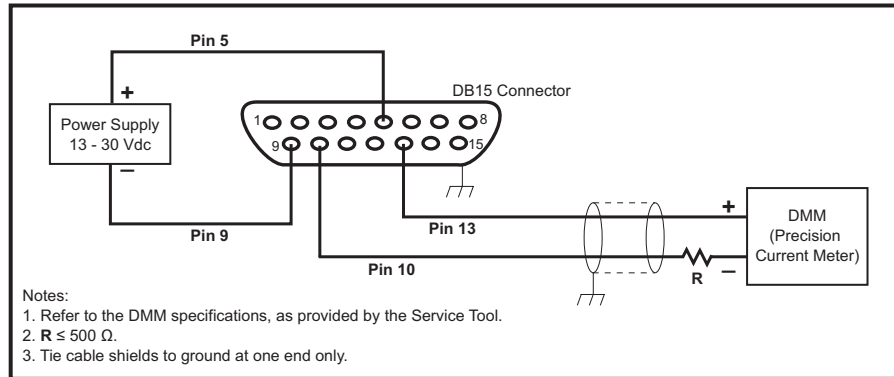 Pin 5
DB15 Connector
+
Power Supply
13 - 30 Vdc
–
1
8
9
15
Pin 9
Pin 13
Pin 10
+
DMM
(Precision
Current Meter)
–
R
Notes:
1. Refer to the DMM specifications, as provided by the Service Tool.
2. R ≤ 500 Ω.
3. Tie cable shields to ground at one end only.